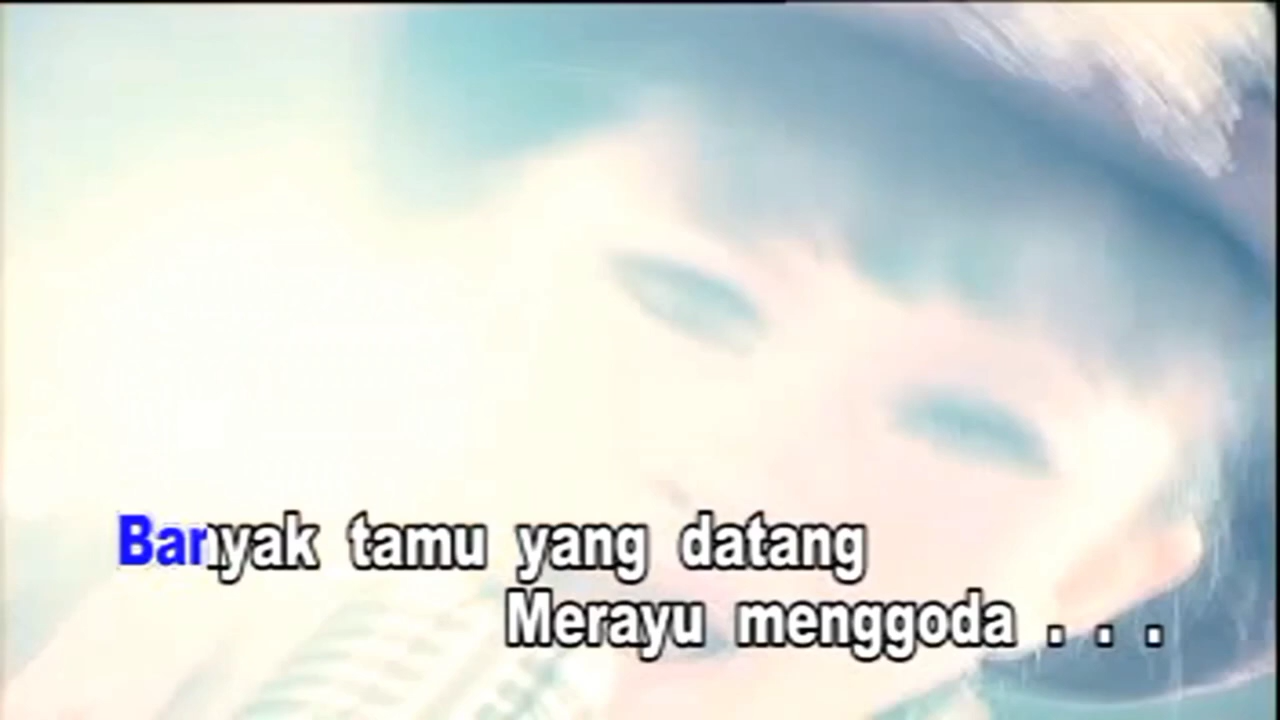 Banyak tamu yang datang
Merayu menggoda . . .